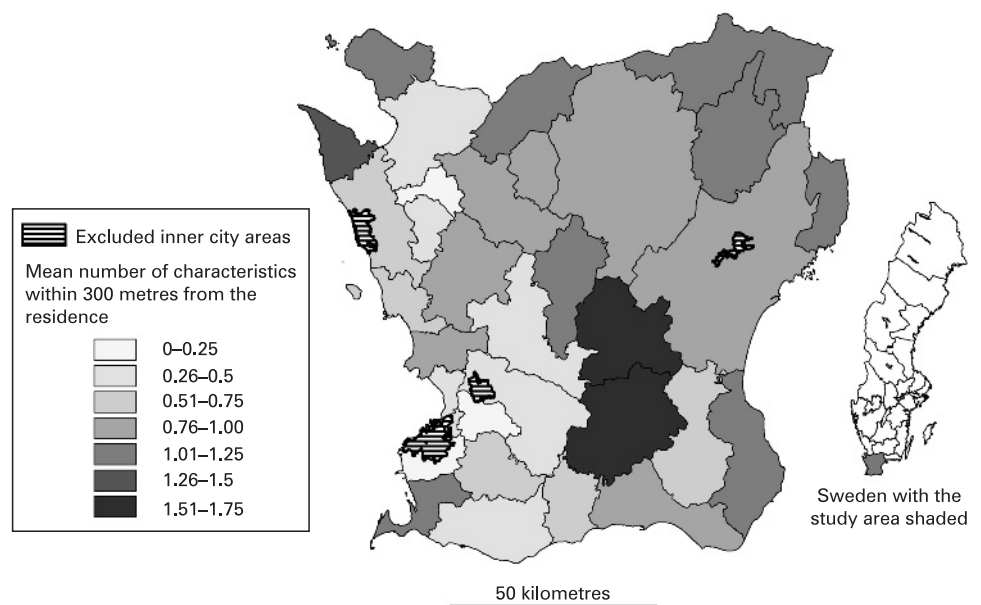 Excluded inner city areas
Mean number of characteristics
within 300 metres from the
residence
0–0.25
0.26–0.5
0.51–0.75
0.76–1.00
1.01–1.25
1.26–1.5
1.51–1.75
Sweden with the
study area shaded
50 kilometres